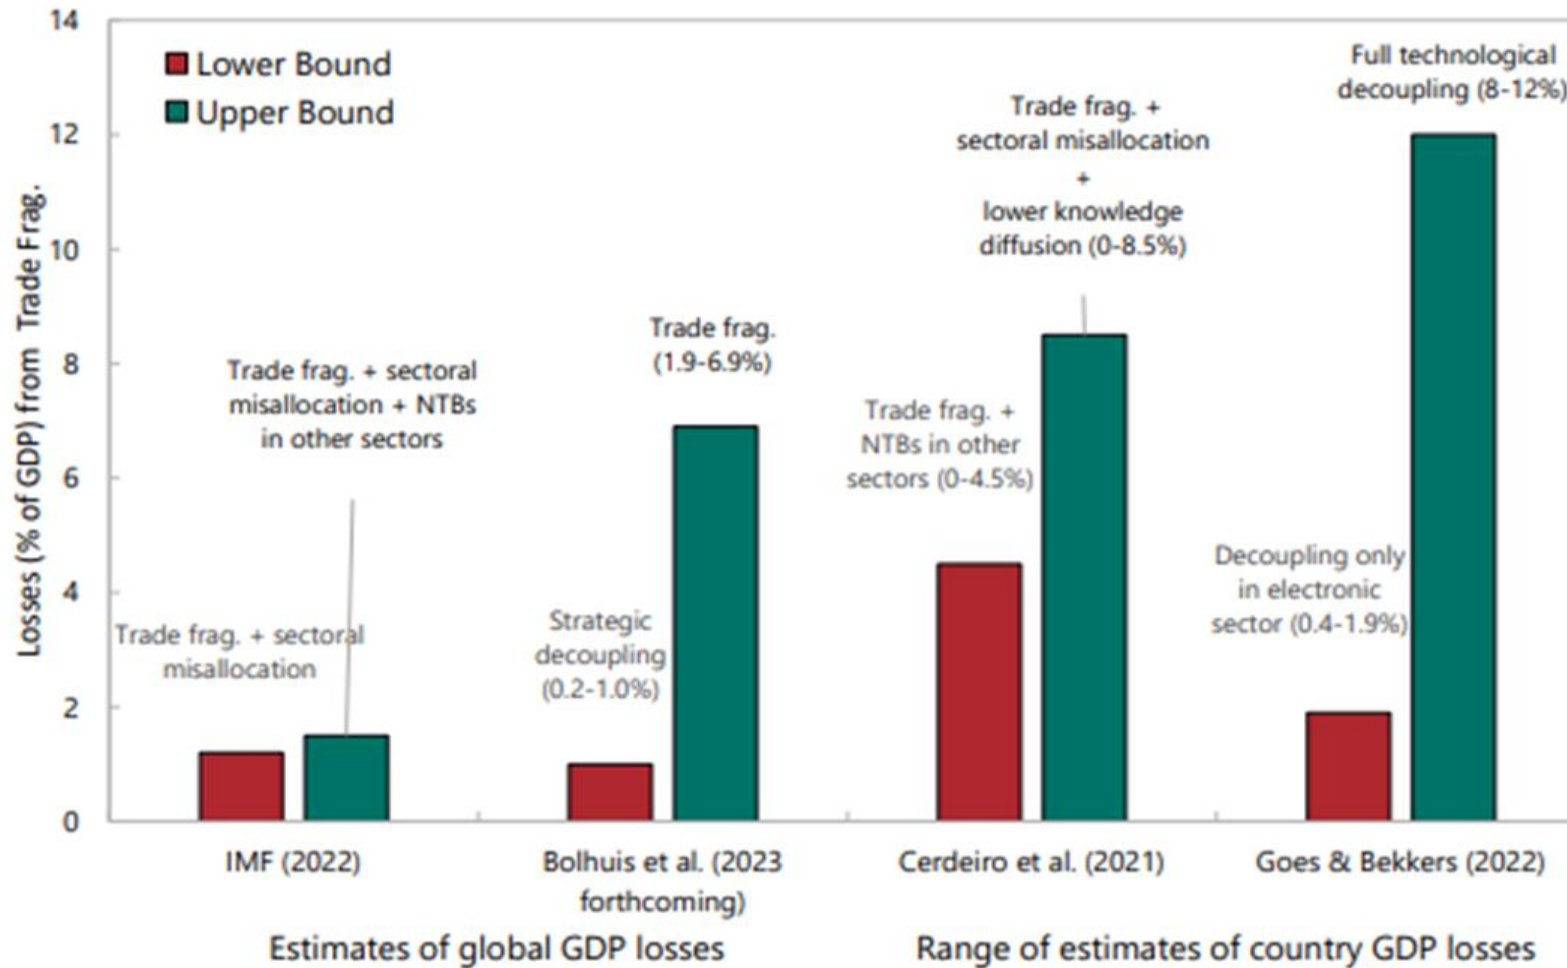 14
12
10
8
6
4
2
0
Losses (% of GDP) from Trade Frag.
Lower Bound
Upper Bound
Trade frag. + sectoral
misallocation
Trade frag. + sectoral
misallocation + NTBs
in other sectors
Strategic
decoupling
(0.2-1.0%)
Trade frag.
(1.9-6.9%)
Trade frag. +
NTBs in other
sectors (0-4.5%)
Trade frag. +
sectoral misallocation
+
lower knowledge
diffusion (0-8.5%)
Decoupling only
in electronic
sector (0.4-1.9%)
Full technological
decoupling (8-12%)
IMF (2022)
Bolhuis et al. (2023
forthcoming)
Cerdeiro et al. (2021)
Goes & Bekkers (2022)
Estimates of global GDP losses
Range of estimates of country GDP losses